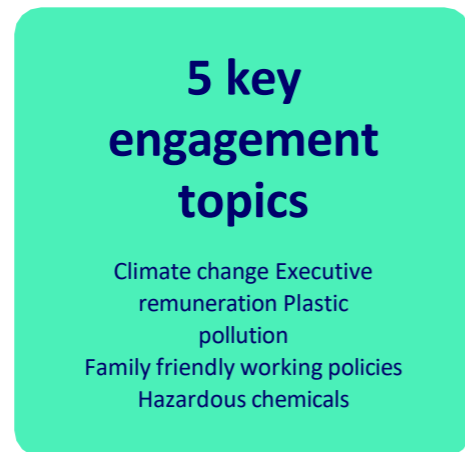 5 key
engagement
topics
Climate change Executive
remuneration Plastic
pollution
Family friendly working policies
Hazardous chemicals